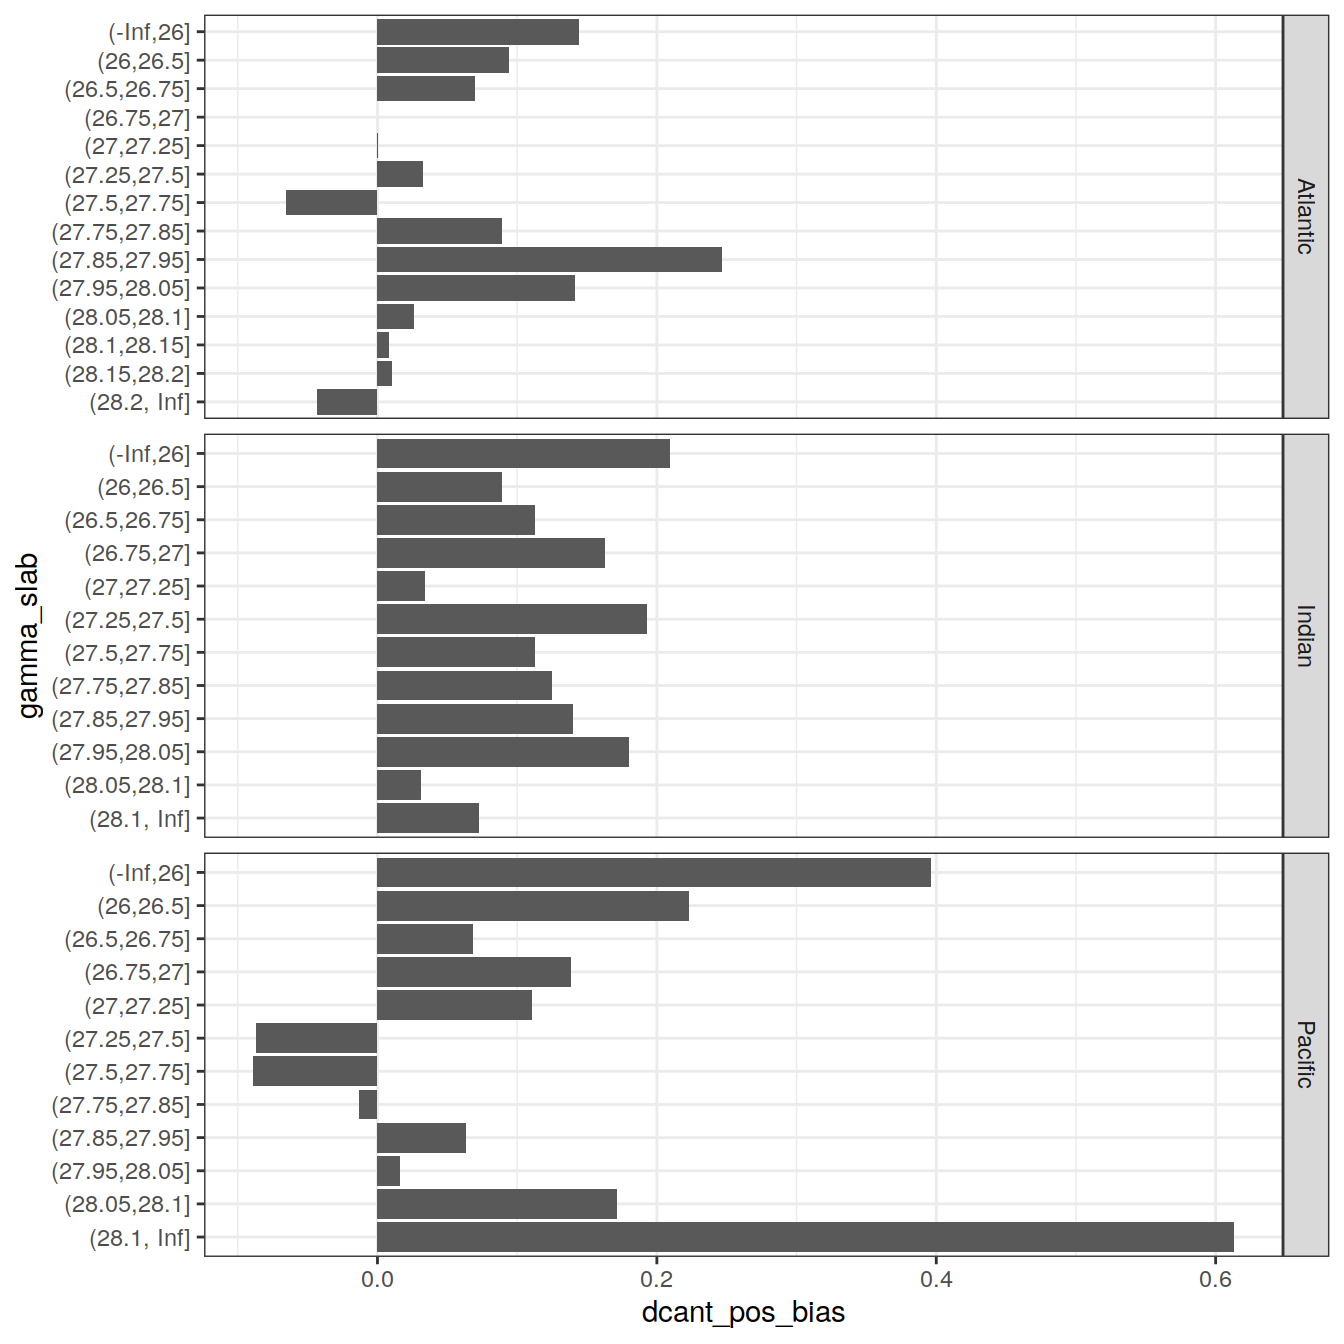 (-Inf,26]
(26,26.5]
(26.5,26.75]
(26.75,27]
(27,27.25]
(27.25,27.5]
(27.5,27.75]
(27.75,27.85]
(27.85,27.95]
(27.95,28.05]
(28.05,28.1]
(28.1,28.15]
(28.15,28.2]
(28.2, Inf]
Atlantic
(-Inf,26]
(26,26.5]
(26.5,26.75]
(26.75,27]
(27,27.25]
(27.25,27.5]
(27.5,27.75]
(27.75,27.85]
(27.85,27.95]
(27.95,28.05]
(28.05,28.1]
(28.1, Inf]
Indian
gamma_slab
(-Inf,26]
(26,26.5]
(26.5,26.75]
(26.75,27]
(27,27.25]
(27.25,27.5]
(27.5,27.75]
(27.75,27.85]
(27.85,27.95]
(27.95,28.05]
(28.05,28.1]
(28.1, Inf]
Pacific
0.0 0.2 0.4 0.6
dcant_pos_bias